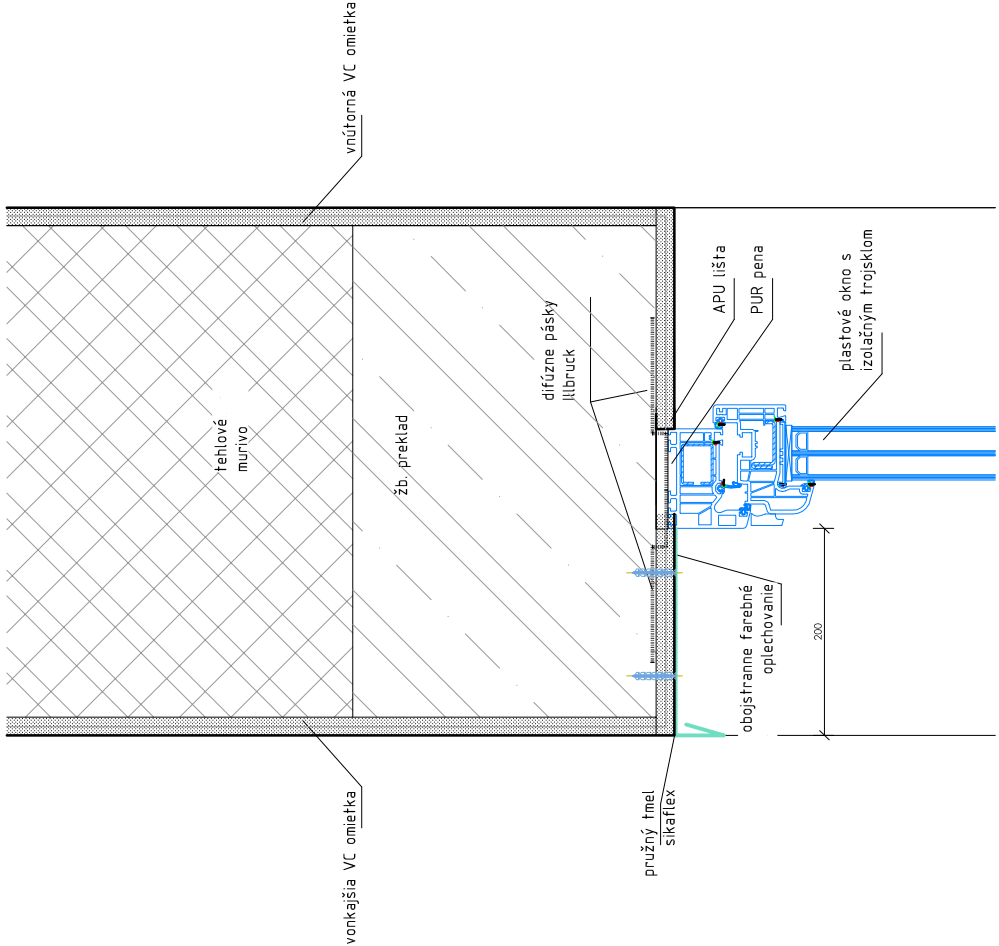 vnútorná VC omietka
tehlové
murivo
žb. preklad
difúzne pásky
Illbruck
APU lišta
PUR pena
plastové okno s
izolačným trojsklom
obojstranne farebné
oplechovanie
200
pružný tmel
sikaflex
vonkajšia VC omietka